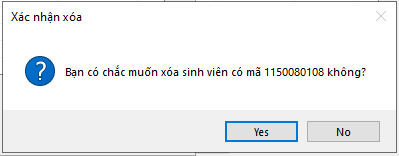 Xác nhận xóa
Bạn có chắc muốn xóa sinh viên có mã 1150080108 không?
Yes
No